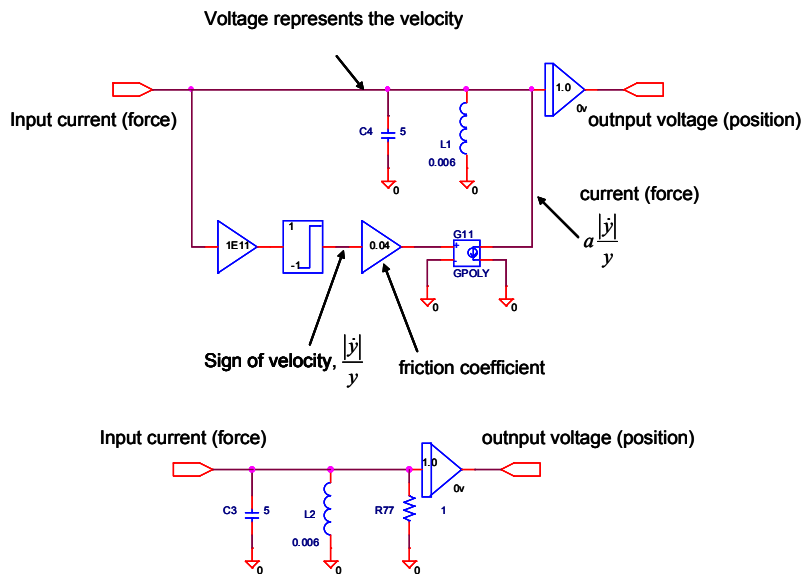 Voltage represents the velocity
1.0
0v
Input current (force)
C4 5
L1
0.006
outnput voltage (position)
0
0
current (force)
a |ẏ| / y
1E11
1
-1
0.04
G11
GPOLY
0
0
Sign of velocity, |ẏ| / y
friction coefficient
Input current (force)
outnput voltage (position)
1.0
0v
C3 5
L2
0.006
R77 1
0
0
0